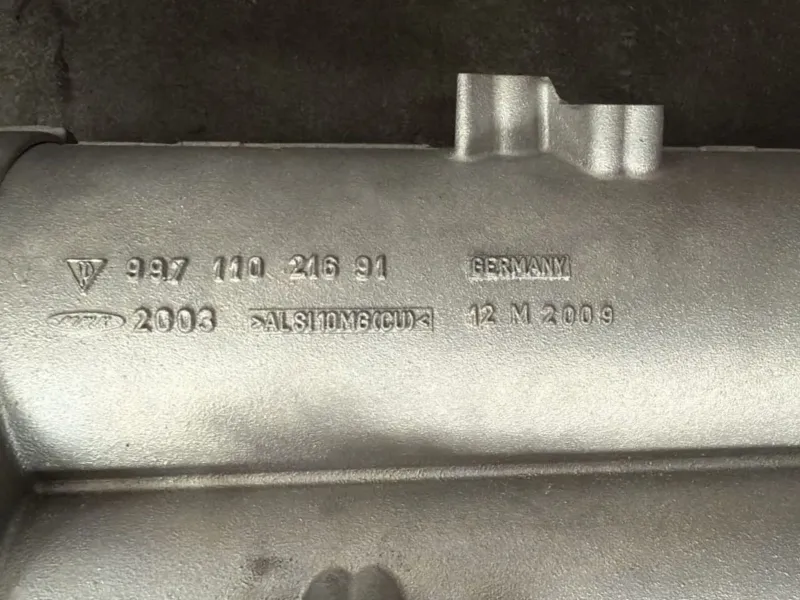 997 110 216 91 GERMANY
2003 >ALSI10MG(CU)< 12 M 2009